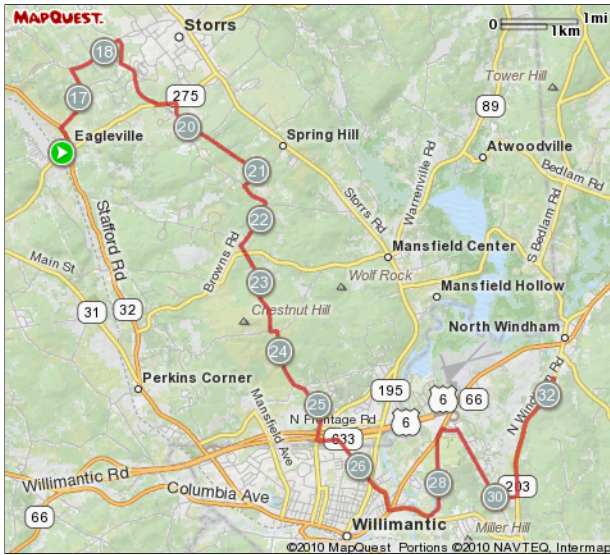 MAPQUEST.
Storrs
0 1mi
1km
18
Tower Hill
17
275
89
Eagleville
20
Spring Hill
Atwoodville
21
Bedlam Rd
Storrs Rd
Warrenville Rd
S Bedlam Rd
Stafford Rd
22
Browns Rd
Mansfield Center
Main St
23
Wolf Rock
Mansfield Hollow
31
32
Chestnut Hill
North Windham
24
Perkins Corner
195
6
66
N Windham Rd
32
Mansfield Ave
25
N Frontage Rd
6
633
26
Willimantic Rd
28
203
30
Columbia Ave
66
Willimantic
Miller Hill
©2010 MapQuest Portions ©2010 NAVTEQ, Intermap